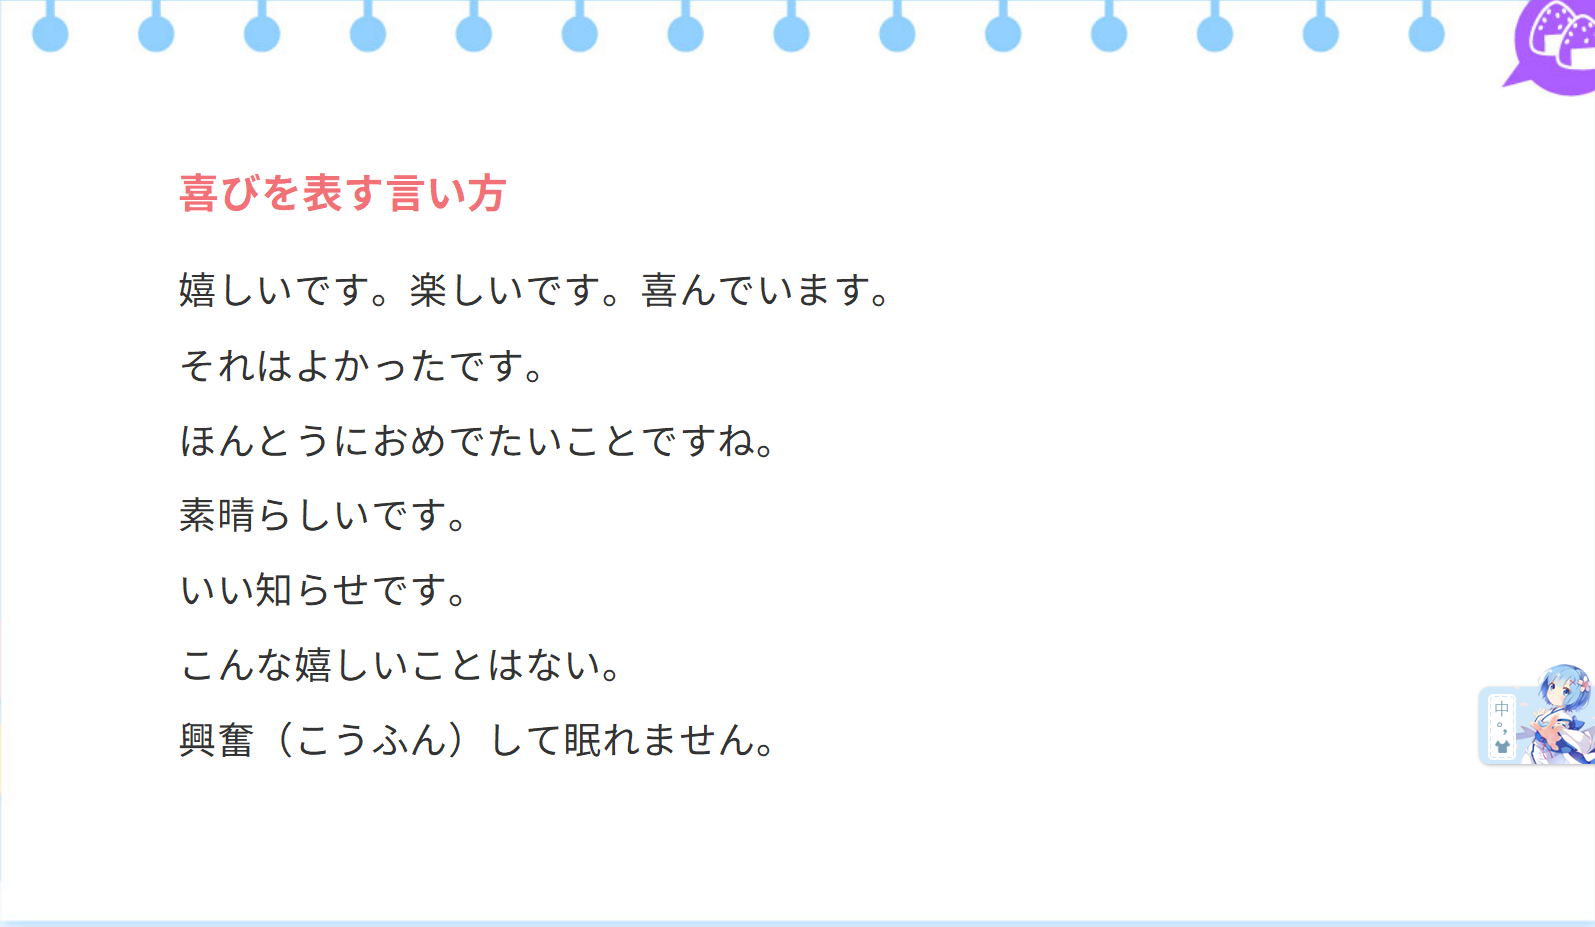 喜びを表す言い方
嬉しいです。楽しいです。喜んでいます。
それはよかったです。
ほんとうにおめでたいことですね。
素晴らしいです。
いい知らせです。
こんな嬉しいことはない。
興奮（こうふん）して眠れません。
中
°,